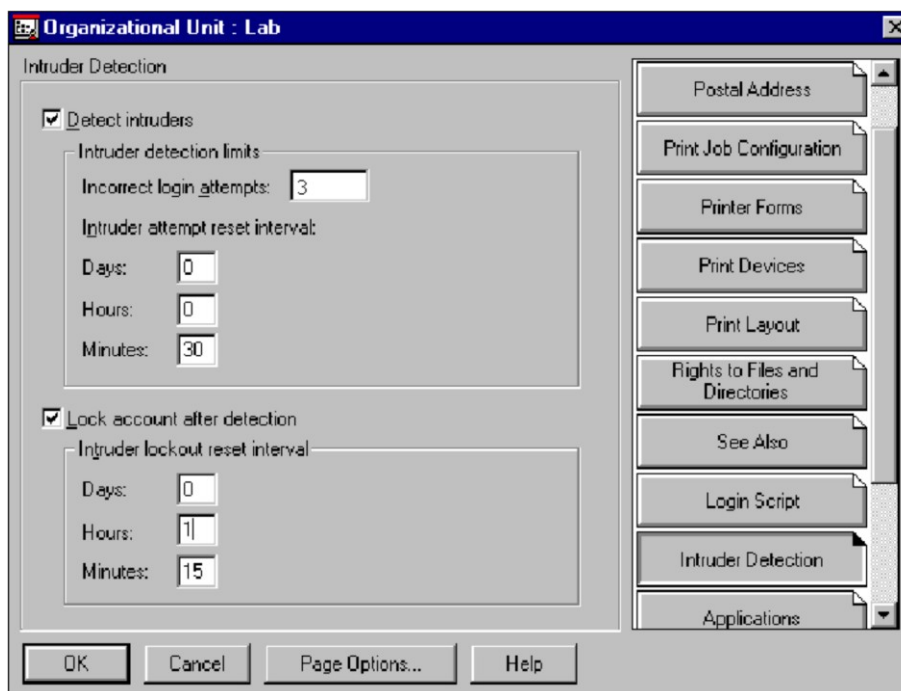 Organizational Unit : Lab
Intruder Detection
Detect intruders
Intruder detection limits
Incorrect login attempts: 3
Intruder attempt reset interval:
Days: 0
Hours: 0
Minutes: 30
Lock account after detection
Intruder lockout reset interval
Days: 0
Hours: 1
Minutes: 15
Postal Address
Print Job Configuration
Printer Forms
Print Devices
Print Layout
Rights to Files and
Directories
See Also
Login Script
Intruder Detection
Applications
OK Cancel Page Options... Help